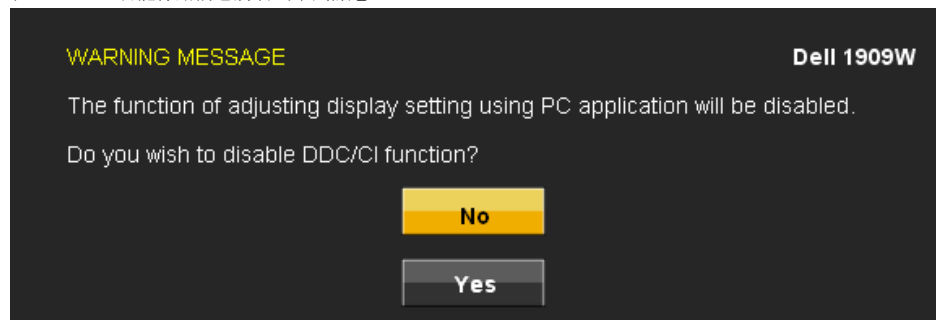 WARNING MESSAGE Dell 1909W
The function of adjusting display setting using PC application will be disabled.
Do you wish to disable DDC/CI function?
No
Yes